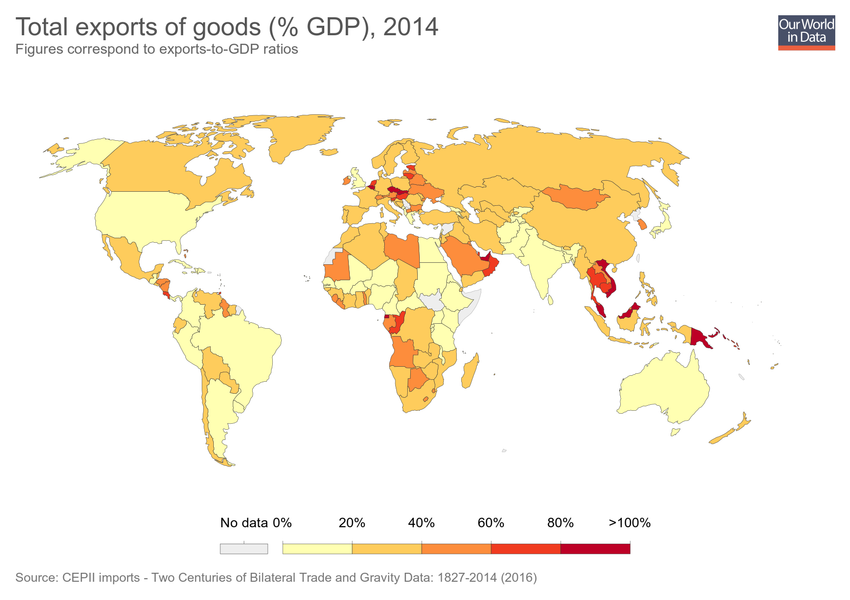 Total exports of goods (% GDP), 2014
Figures correspond to exports-to-GDP ratios
Our World
in Data
No data 0% 20% 40% 60% 80% >100%
Source: CEPII imports - Two Centuries of Bilateral Trade and Gravity Data: 1827-2014 (2016)